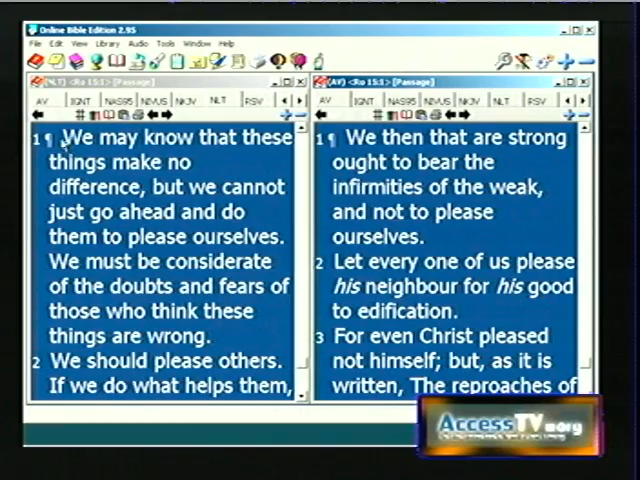 Online Bible Edition 2.95
File Edit View Library Audio Tools Window Help
(NLT) <Ro 15:1> [Passage]
AV IGNT NAS95 NIVUS NKJV NLT RSV
1 ¶ We may know that these
things make no
difference, but we cannot
just go ahead and do
them to please ourselves.
We must be considerate
of the doubts and fears of
those who think these
things are wrong.
2 We should please others.
If we do what helps them,
(AV) <Ro 15:1> [Passage]
AV IGNT NAS95 NIVUS NKJV NLT RSV
1 ¶ We then that are strong
ought to bear the
infirmities of the weak,
and not to please
ourselves.
2 Let every one of us please
his neighbour for his good
to edification.
3 For even Christ pleased
not himself; but, as it is
written, The reproaches of
AccessTV.org